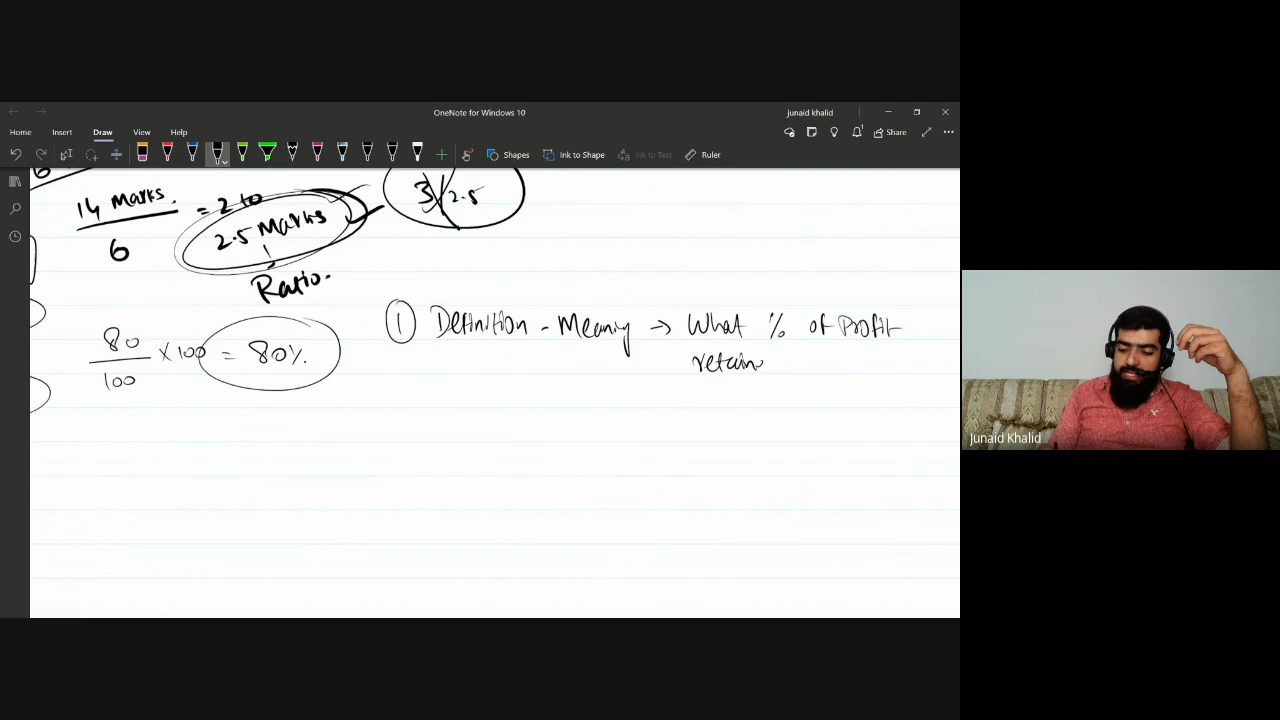 OneNote for Windows 10
junaid khalid
Home Insert Draw View Help
Share
Shapes Ink to Shape Ink to Text Ruler
6
14 Marks. = 2 to
6
2.5 Marks
Ratio.
3 / 2.5
80 × 100 = 80%.
100
1 Definition - Meaning → What % of Profit
retain
Junaid Khalid